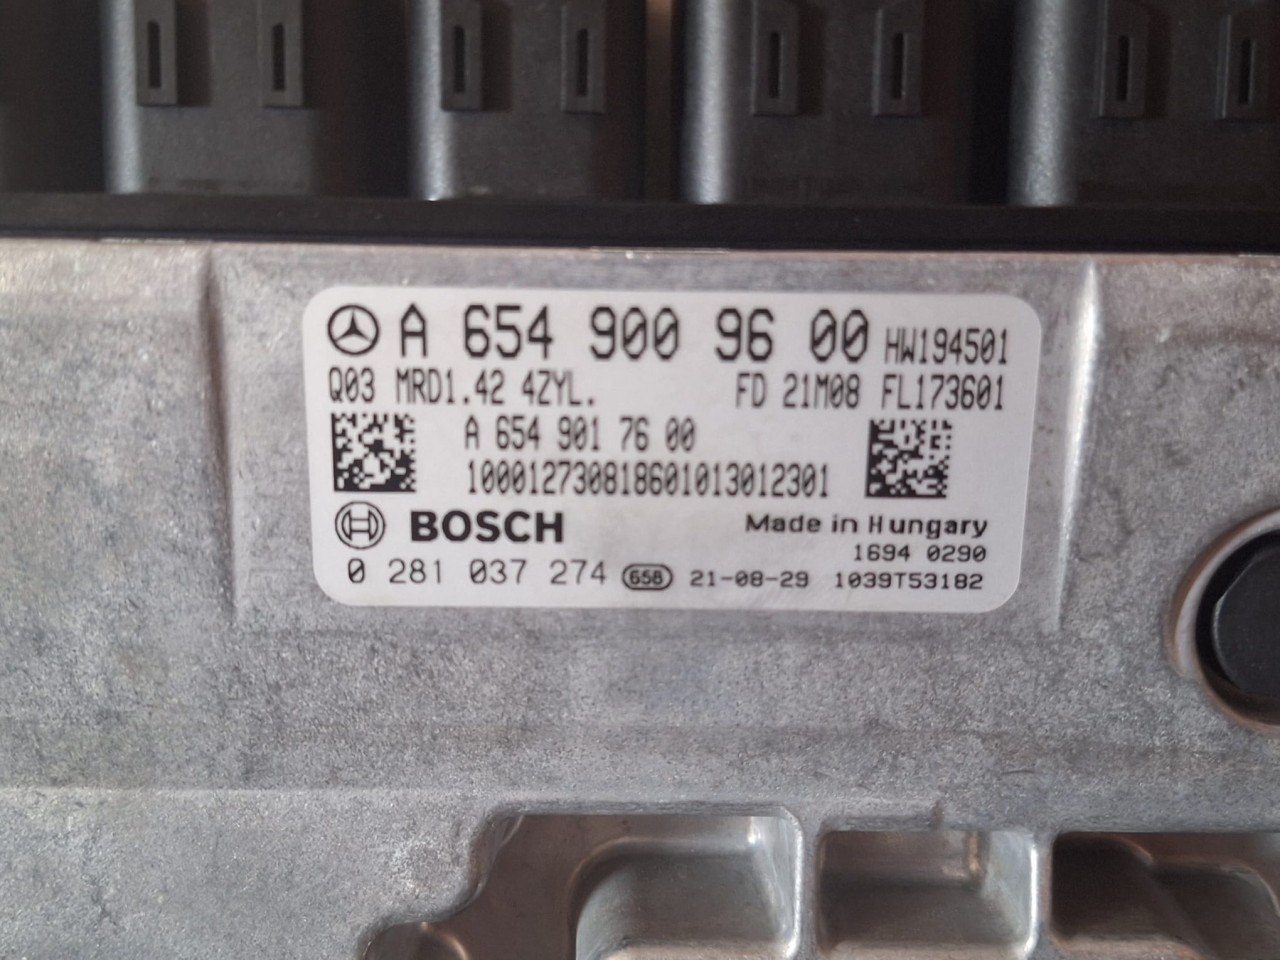 A 654 900 96 00 HW194501
Q03 MRD1.42 4ZYL. FD 21M08 FL173601
A 654 901 76 00
10001273081860101301​2301
BOSCH Made in Hungary
1694 0290
0 281 037 274 658 21-08-29 1039T53182